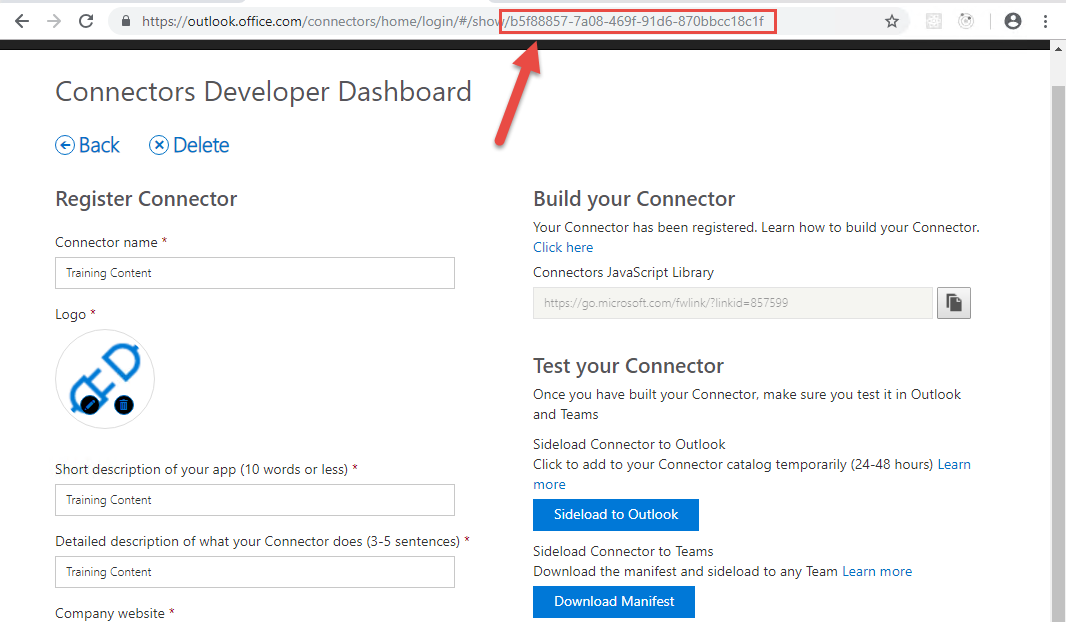 https://outlook.office.com/connectors/home/login/#/show/b5f88857-7a08-469f-91d6-870bbcc18c1f
Connectors Developer Dashboard
Back
Delete
Register Connector
Connector name *
Training Content
Logo *
Short description of your app (10 words or less) *
Training Content
Detailed description of what your Connector does (3-5 sentences) *
Training Content
Company website *
Build your Connector
Your Connector has been registered. Learn how to build your Connector.
Click here
Connectors JavaScript Library
https://go.microsoft.com/fwlink/?linkid=857599
Test your Connector
Once you have built your Connector, make sure you test it in Outlook
and Teams
Sideload Connector to Outlook
Click to add to your Connector catalog temporarily (24-48 hours) Learn
more
Sideload to Outlook
Sideload Connector to Teams
Download the manifest and sideload to any Team Learn more
Download Manifest